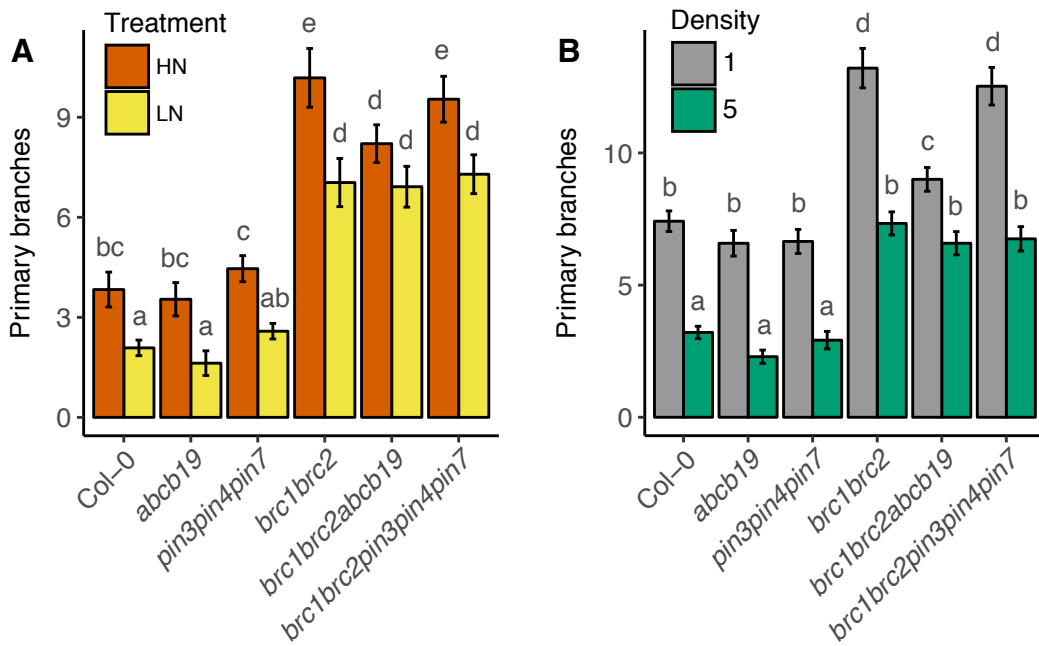 A
Treatment
HN
LN
Primary branches
9
6
3
0
bc
a
bc
a
c
ab
e
d
d
d
e
d
Col-0
abcb19
pin3pin4pin7
brc1brc2
brc1brc2abcb19
brc1brc2pin3pin4pin7
B
Density
1
5
Primary branches
10
5
0
b
a
b
a
b
a
d
b
c
b
d
b
Col-0
abcb19
pin3pin4pin7
brc1brc2
brc1brc2abcb19
brc1brc2pin3pin4pin7